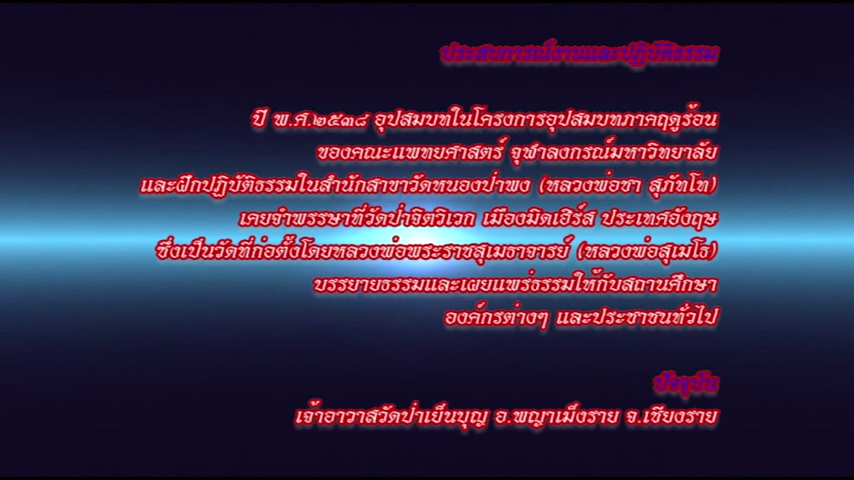 ประสบการณ์งานและปฏิบัติธรรม
ปี พ.ศ.๒๕๓๘ อุปสมบทในโครงการอุปสมบทภาคฤดูร้อน
ของคณะแพทยศาสตร์ จุฬาลงกรณ์มหาวิทยาลัย
และฝึกปฏิบัติธรรมในสำนักสาขาวัดหนองป่าพง (หลวงพ่อชา สุภัทโท)
เคยจำพรรษาที่วัดป่าจิตวิเวก เมืองมิดเฮิร์ส ประเทศอังกฤษ
ซึ่งเป็นวัดที่ก่อตั้งโดยหลวงพ่อพระราชสุเมธาจารย์ (หลวงพ่อสุเมโธ)
บรรยายธรรมและเผยแพร่ธรรมให้กับสถานศึกษา
องค์กรต่างๆ และประชาชนทั่วไป
ปัจจุบัน
เจ้าอาวาสวัดป่าเย็นบุญ อ.พญาเม็งราย จ.เชียงราย